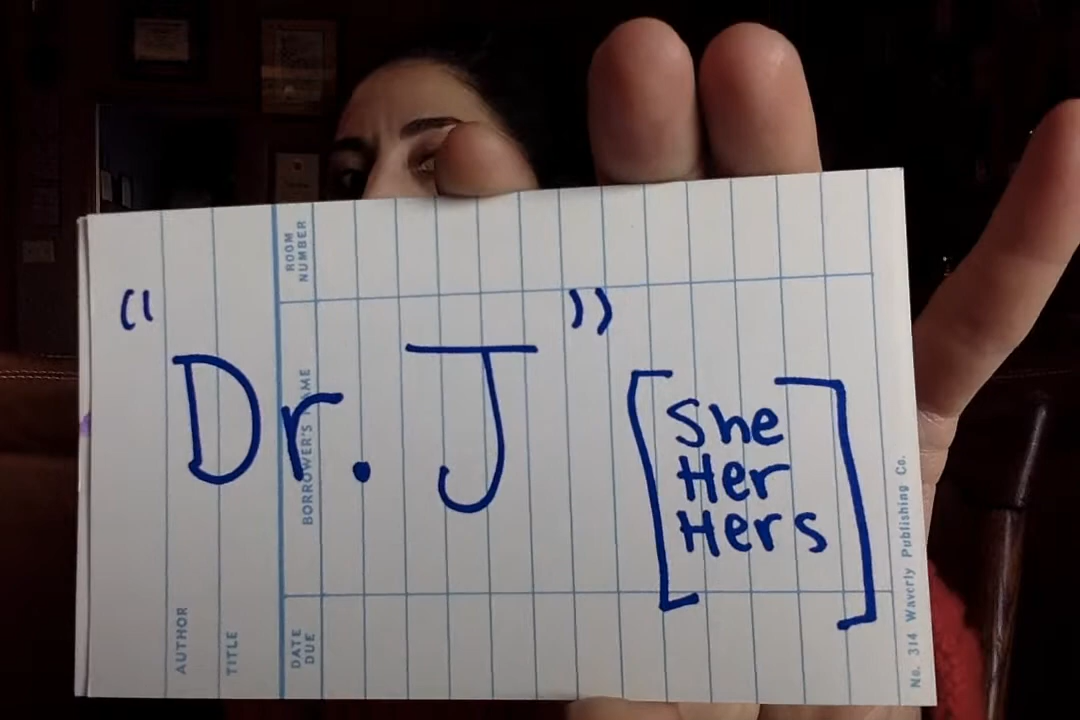 "Dr. J"
[She
Her
Hers]
AUTHOR
TITLE
DATE DUE
BORROWER'S NAME
ROOM NUMBER
No. 314 Waverly Publishing Co.